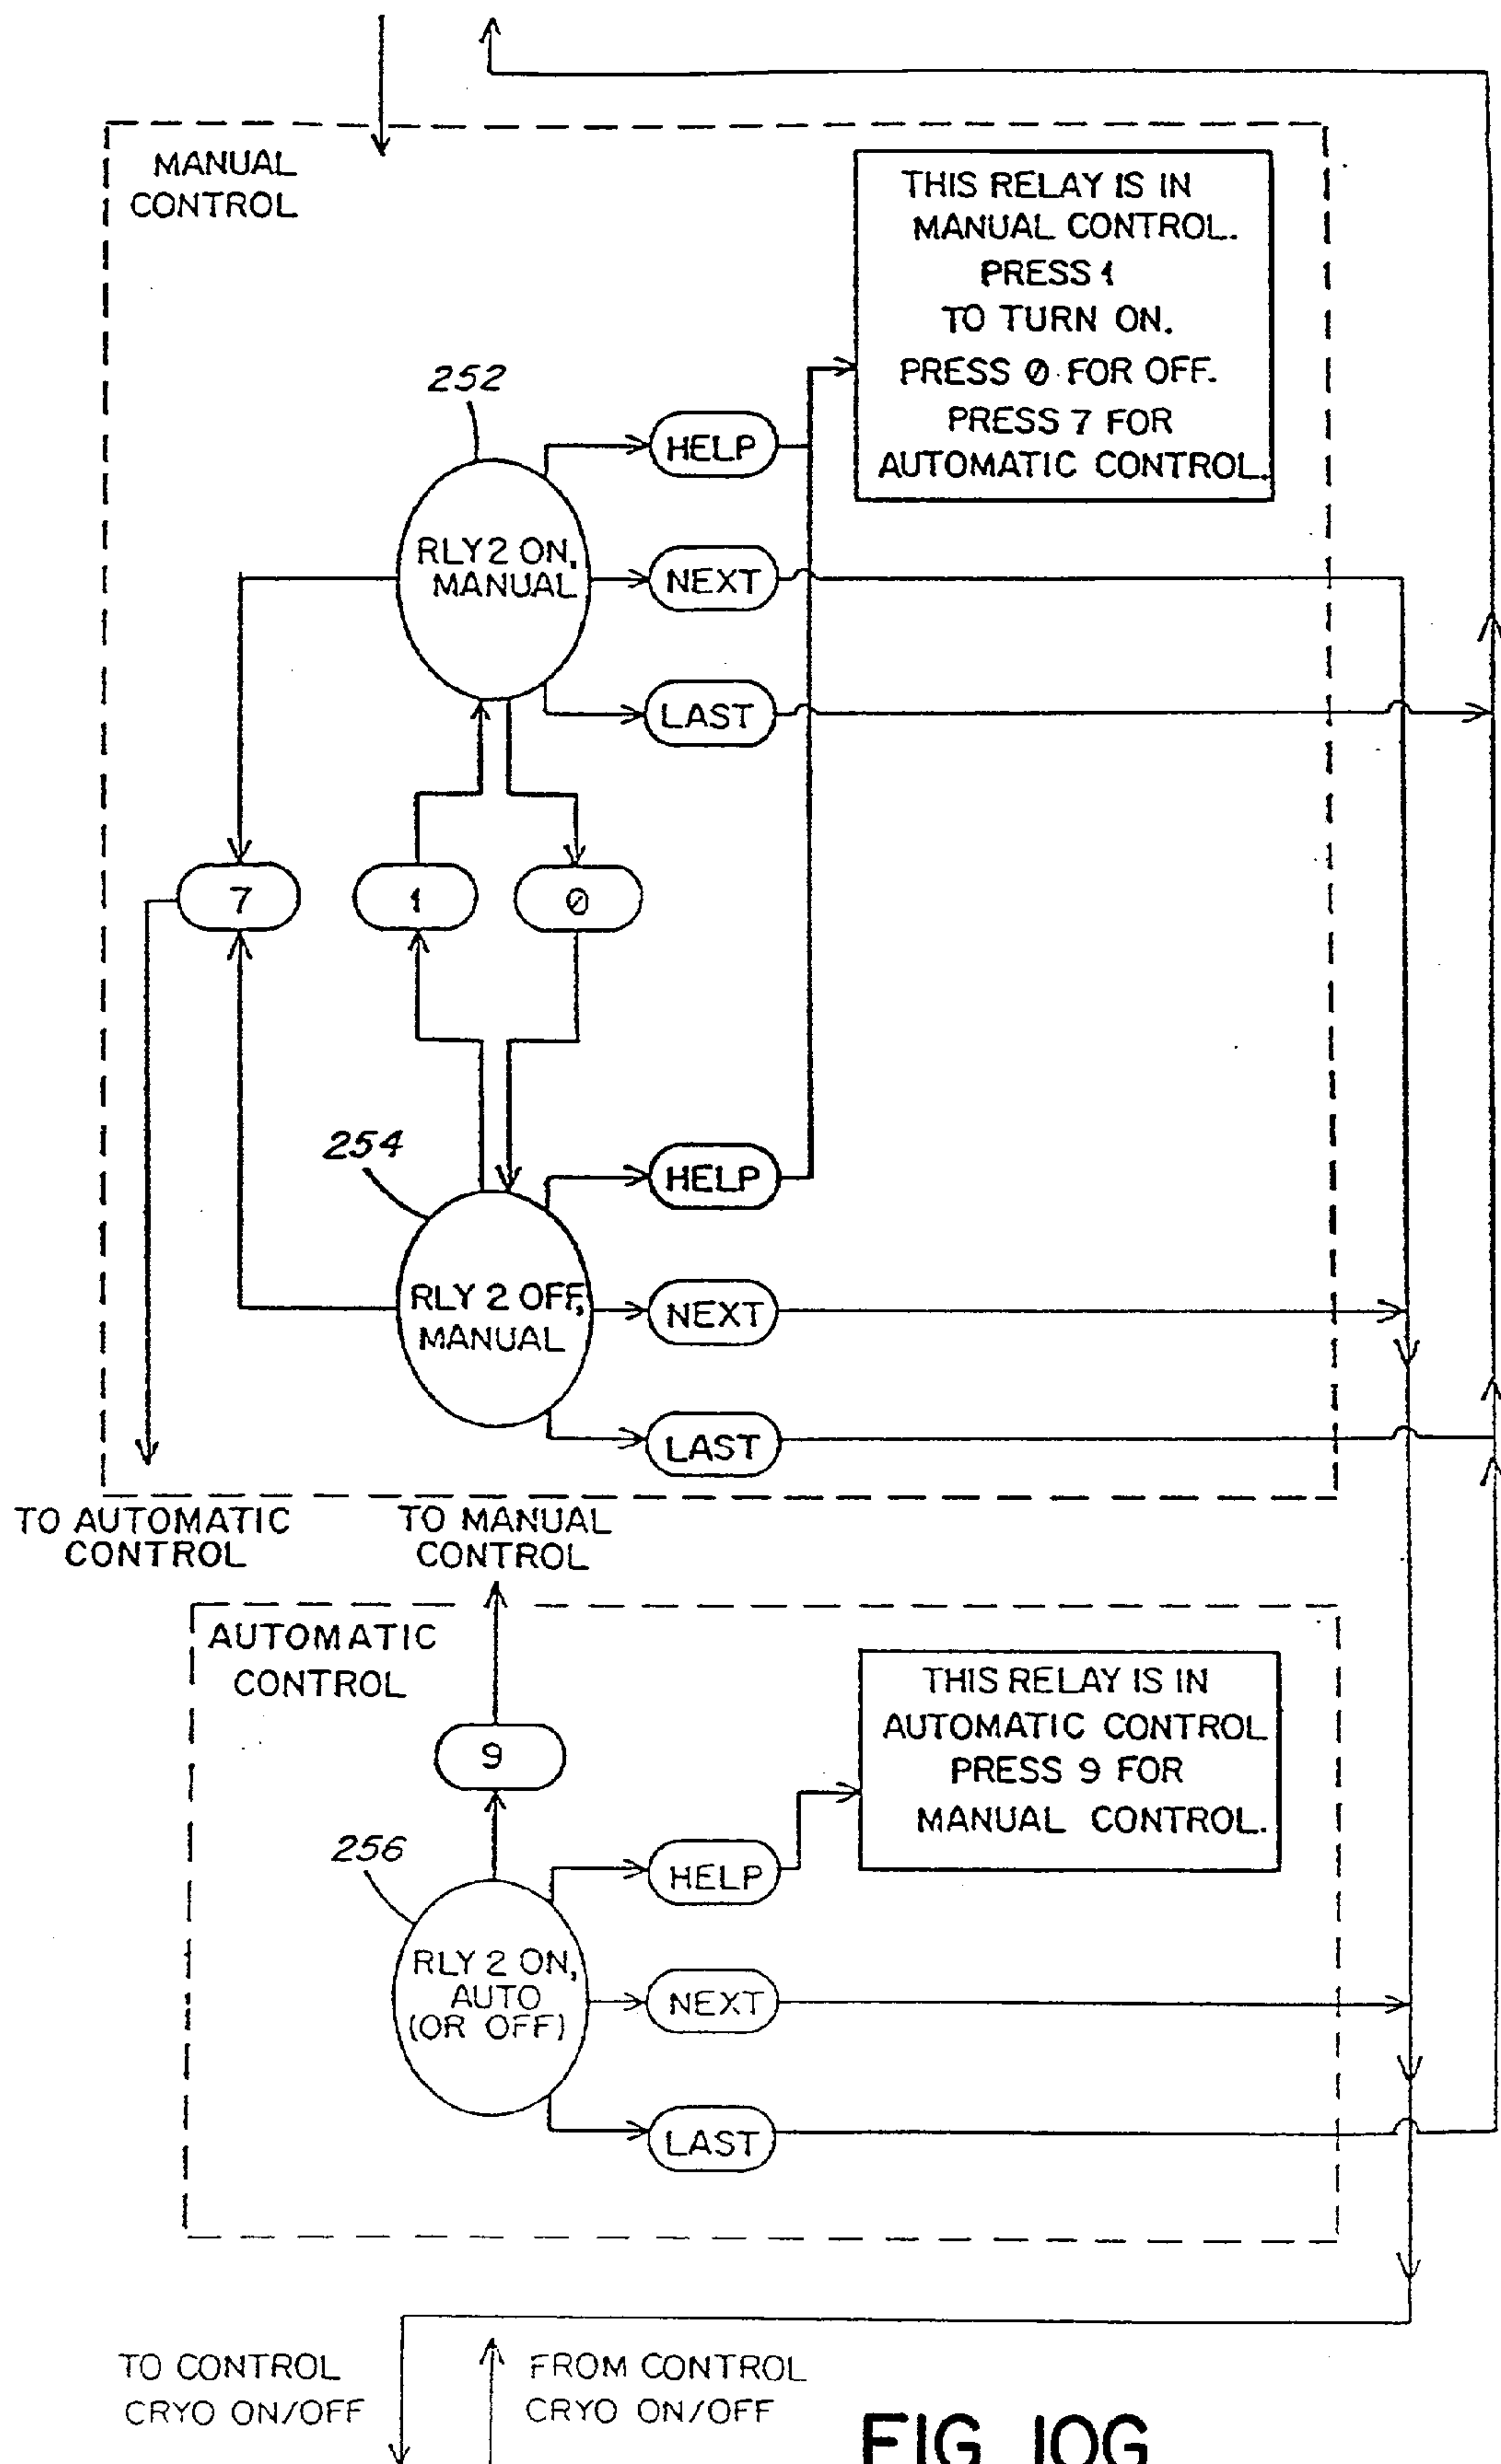 MANUAL
CONTROL
THIS RELAY IS IN
MANUAL CONTROL.
PRESS 1
TO TURN ON.
PRESS 0 FOR OFF.
PRESS 7 FOR
AUTOMATIC CONTROL.
252
HELP
RLY2 ON,
MANUAL
NEXT
LAST
7
1
0
254
HELP
RLY 2 OFF,
MANUAL
NEXT
LAST
TO AUTOMATIC
CONTROL
TO MANUAL
CONTROL
AUTOMATIC
CONTROL
THIS RELAY IS IN
AUTOMATIC CONTROL
PRESS 9 FOR
MANUAL CONTROL.
9
256
HELP
RLY 2 ON,
AUTO
(OR OFF)
NEXT
LAST
TO CONTROL
CRYO ON/OFF
FROM CONTROL
CRYO ON/OFF
FIG 10G